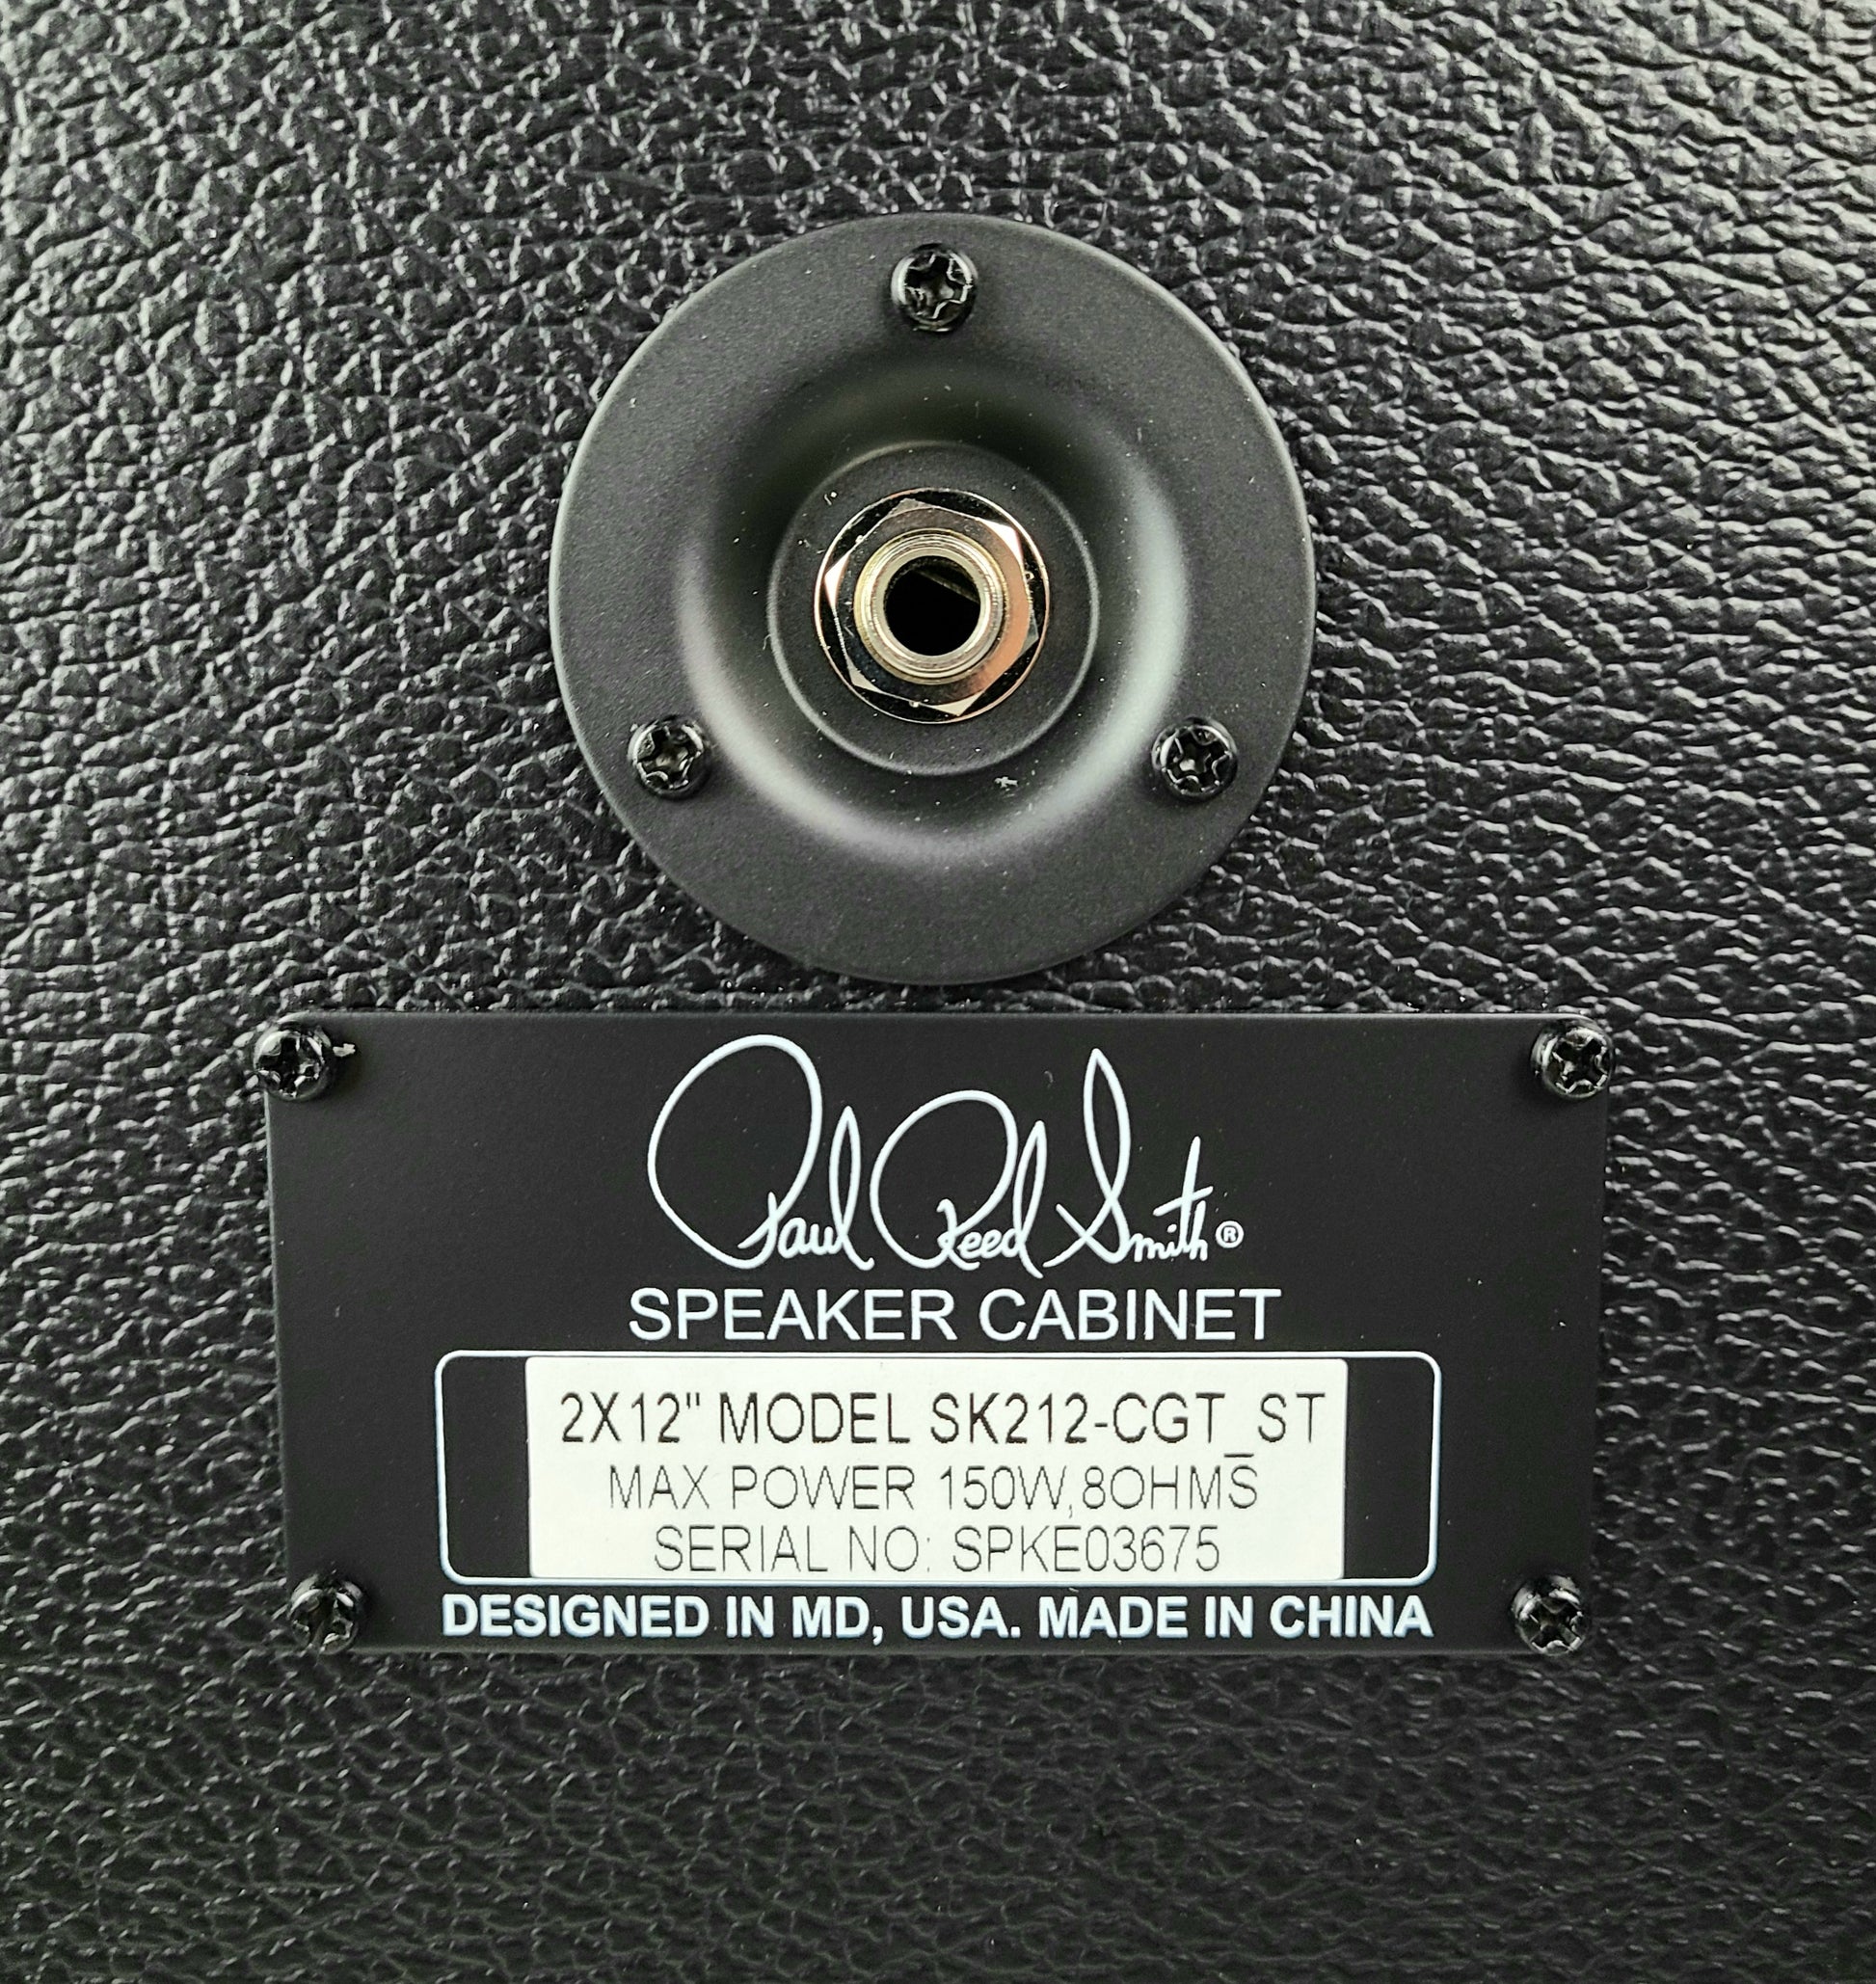 Paul Reed Smith®
SPEAKER CABINET
2X12" MODEL SK212-CGT_ST
MAX POWER 150W,8OHMS
SERIAL NO: SPKE03675
DESIGNED IN MD, USA. MADE IN CHINA